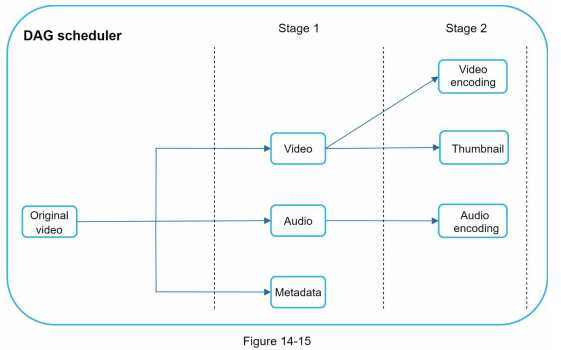 DAG scheduler
Stage 1
Stage 2
Video
encoding
Video
Thumbnail
Original
video
Audio
Audio
encoding
Metadata
Figure 14-15